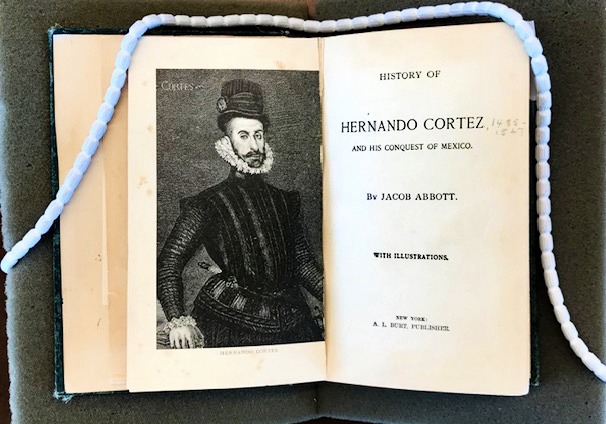 CORTES
HERNANDO CORTEZ
HISTORY OF
HERNANDO CORTEZ, 1485-
1547
AND HIS CONQUEST OF MEXICO.
By JACOB ABBOTT.
WITH ILLUSTRATIONS.
NEW YORK:
A. L. BURT, PUBLISHER.